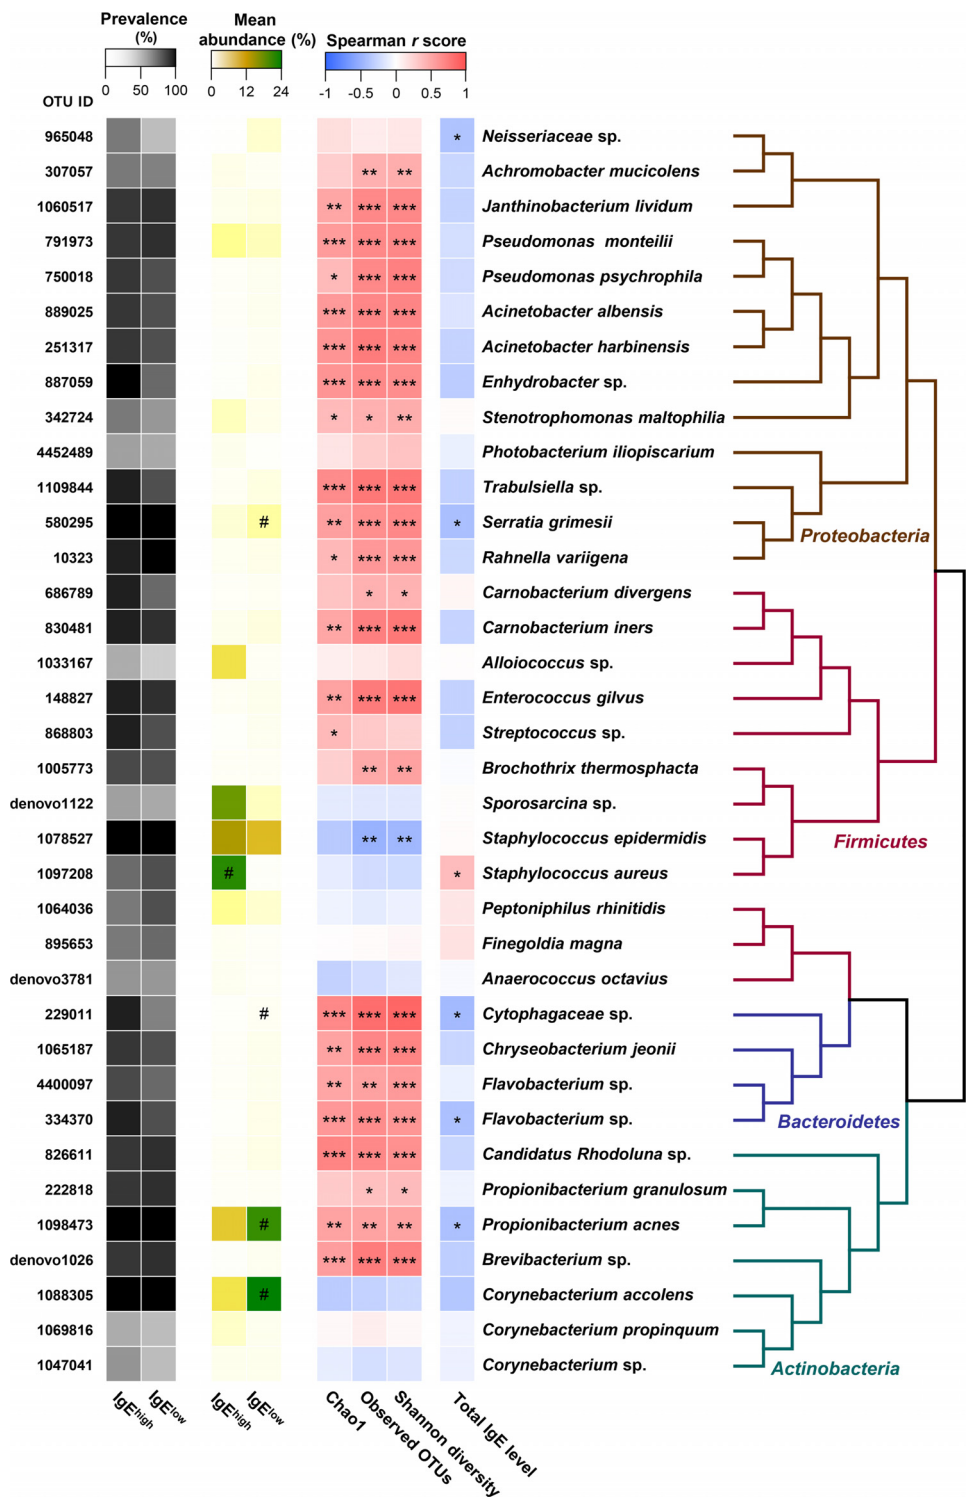 Prevalence
(%)
0 50 100
Mean
abundance (%)
0 12 24
Spearman r score
-1 -0.5 0 0.5 1
OTU ID
965048 * Neisseriaceae sp.
307057 ** ** Achromobacter mucicolens
1060517 ** *** *** Janthinobacterium lividum
791973 *** *** *** Pseudomonas monteilii
750018 * *** *** Pseudomonas psychrophila
889025 *** *** *** Acinetobacter albensis
251317 *** *** *** Acinetobacter harbinensis
887059 *** *** *** Enhydrobacter sp.
342724 * * ** Stenotrophomonas maltophilia
4452489 Photobacterium iliopiscarium
1109844 *** *** *** Trabulsiella sp.
580295 # ** *** *** * Serratia grimesii
Proteobacteria
10323 * *** *** Rahnella variigena
686789 * * Carnobacterium divergens
830481 ** *** *** Carnobacterium iners
1033167 Alloiococcus sp.
148827 ** *** *** Enterococcus gilvus
868803 * Streptococcus sp.
1005773 ** ** Brochothrix thermosphacta
denovo1122 Sporosarcina sp.
1078527 ** ** Staphylococcus epidermidis
Firmicutes
1097208 # * Staphylococcus aureus
1064036 Peptoniphilus rhinitidis
895653 Finegoldia magna
denovo3781 Anaerococcus octavius
229011 # *** *** *** * Cytophagaceae sp.
1065187 ** *** *** Chryseobacterium jeonii
4400097 ** ** *** Flavobacterium sp.
334370 *** *** *** * Flavobacterium sp.
Bacteroidetes
826611 *** *** *** Candidatus Rhodoluna sp.
222818 * * Propionibacterium granulosum
1098473 # ** ** ** * Propionibacterium acnes
denovo1026 *** *** *** Brevibacterium sp.
1088305 # Corynebacterium accolens
1069816 Corynebacterium propinquum
1047041 Corynebacterium sp.
Actinobacteria
IgEhigh
IgElow
IgEhigh
IgElow
Chao1
Observed OTUs
Shannon diversity
Total IgE level